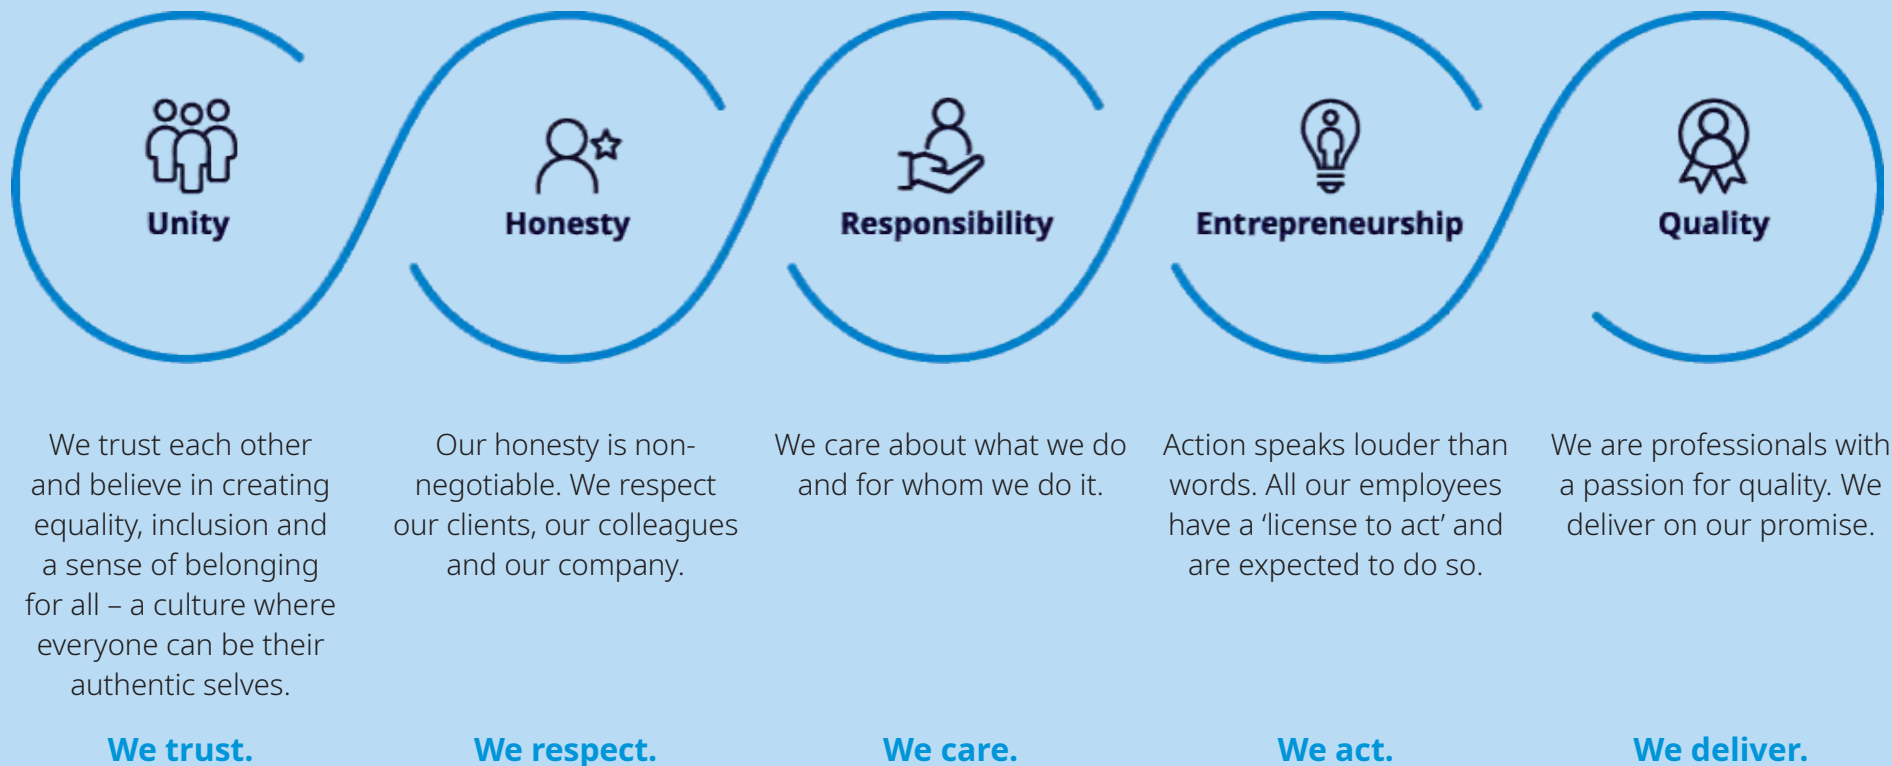 Unity
Honesty
Responsibility
Entrepreneurship
Quality
We trust each other
and believe in creating
equality, inclusion and
a sense of belonging
for all – a culture where
everyone can be their
authentic selves.
We trust.
Our honesty is non-
negotiable. We respect
our clients, our colleagues
and our company.
We respect.
We care about what we do
and for whom we do it.
We care.
Action speaks louder than
words. All our employees
have a ‘license to act’ and
are expected to do so.
We act.
We are professionals with
a passion for quality. We
deliver on our promise.
We deliver.